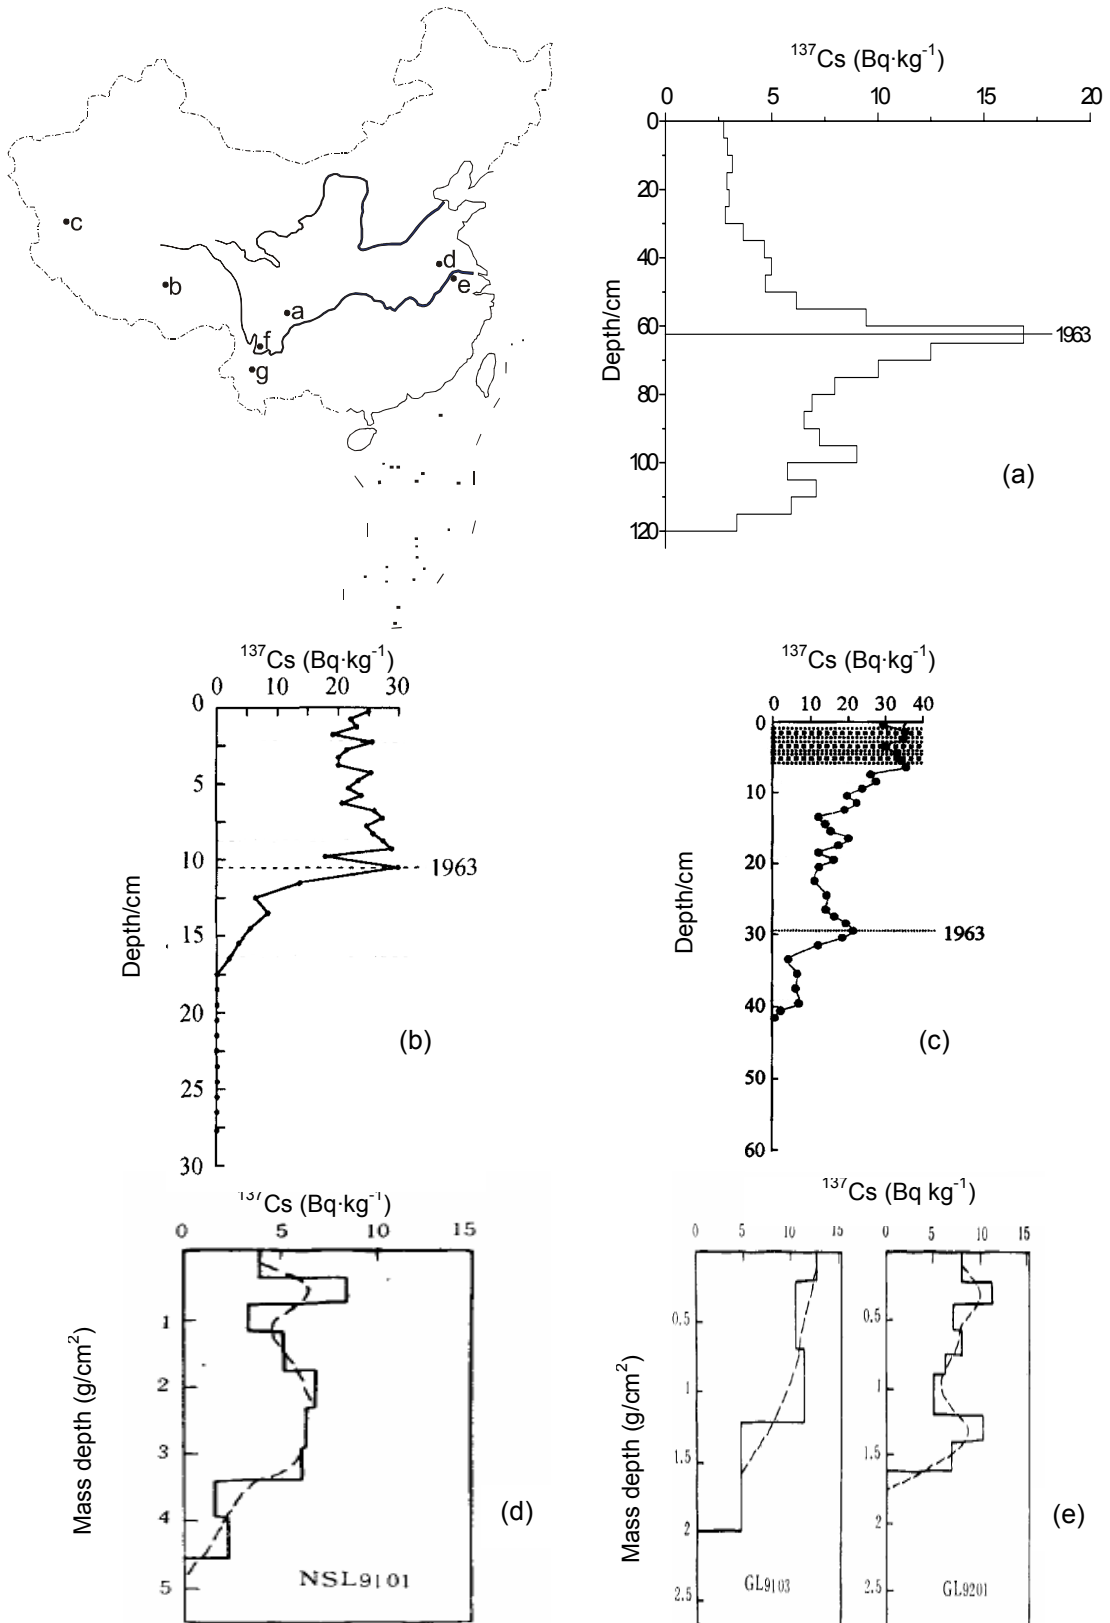 c
b
a
d
e
f
g
¹³⁷Cs (Bq·kg⁻¹)
0 5 10 15 20
0
20
40
60
80
100
120
Depth/cm
1963
(a)
¹³⁷Cs (Bq·kg⁻¹)
0 10 20 30
0
5
10
15
20
25
30
Depth/cm
1963
(b)
¹³⁷Cs (Bq·kg⁻¹)
0 10 20 30 40
0
10
20
30
40
50
60
Depth/cm
1963
(c)
¹³⁷Cs (Bq·kg⁻¹)
0 5 10 15
1
2
3
4
5
Mass depth (g/cm²)
NSL9101
(d)
¹³⁷Cs (Bq kg⁻¹)
0 5 10 15
0.5
1
1.5
2
2.5
Mass depth (g/cm²)
GL9103
0 5 10 15
0.5
1
1.5
2
2.5
GL9201
(e)